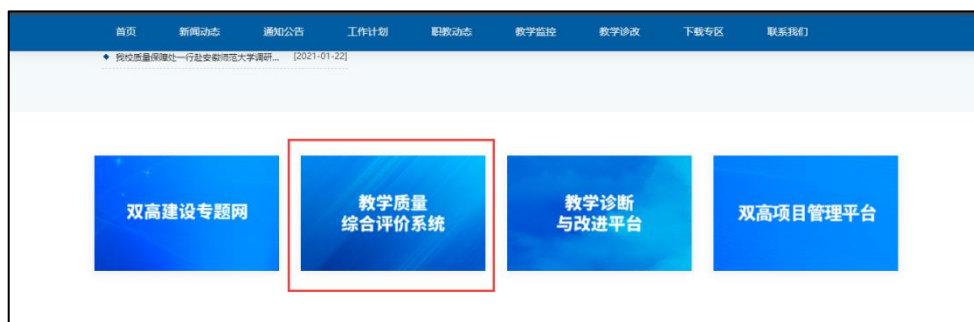 首页 新闻动态 通知公告 工作计划 职教动态 教学监控 教学诊改 下载专区 联系我们
我校质量保障处一行赴安徽师范大学调研... [2021-01-22]
双高建设专题网
教学质量
综合评价系统
教学诊断
与改进平台
双高项目管理平台